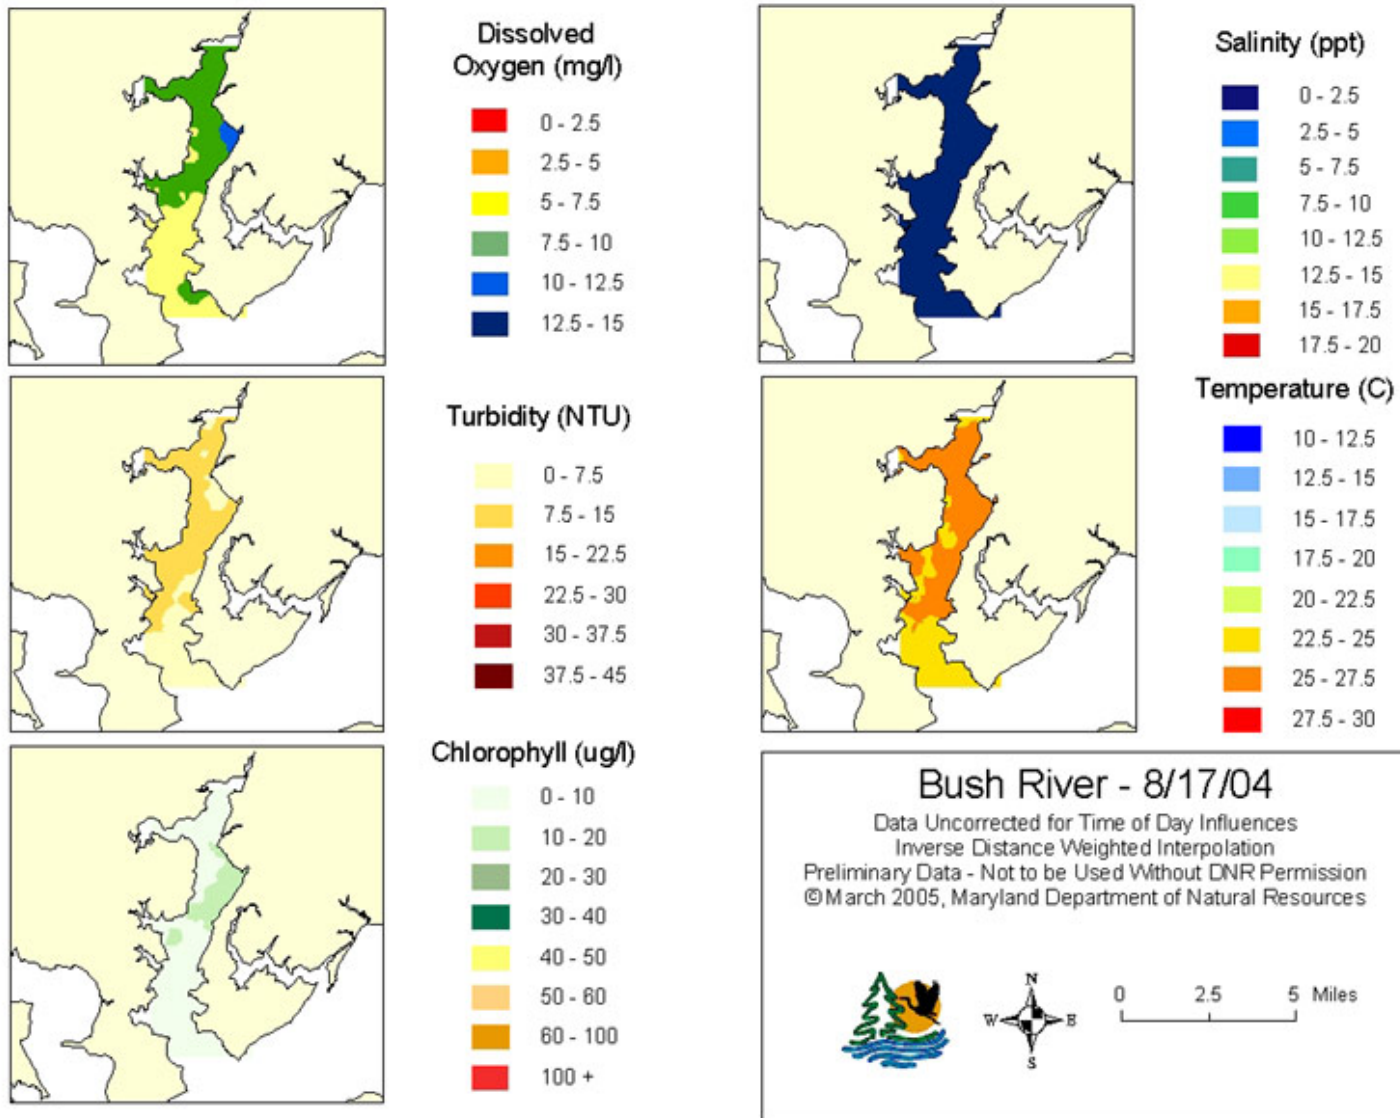 Dissolved
Oxygen (mg/l)
0 - 2.5
2.5 - 5
5 - 7.5
7.5 - 10
10 - 12.5
12.5 - 15
Salinity (ppt)
0 - 2.5
2.5 - 5
5 - 7.5
7.5 - 10
10 - 12.5
12.5 - 15
15 - 17.5
17.5 - 20
Turbidity (NTU)
0 - 7.5
7.5 - 15
15 - 22.5
22.5 - 30
30 - 37.5
37.5 - 45
Temperature (C)
10 - 12.5
12.5 - 15
15 - 17.5
17.5 - 20
20 - 22.5
22.5 - 25
25 - 27.5
27.5 - 30
Chlorophyll (ug/l)
0 - 10
10 - 20
20 - 30
30 - 40
40 - 50
50 - 60
60 - 100
100 +
Bush River - 8/17/04
Data Uncorrected for Time of Day Influences
Inverse Distance Weighted Interpolation
Preliminary Data - Not to be Used Without DNR Permission
© March 2005, Maryland Department of Natural Resources
N
W E
S
0 2.5 5 Miles